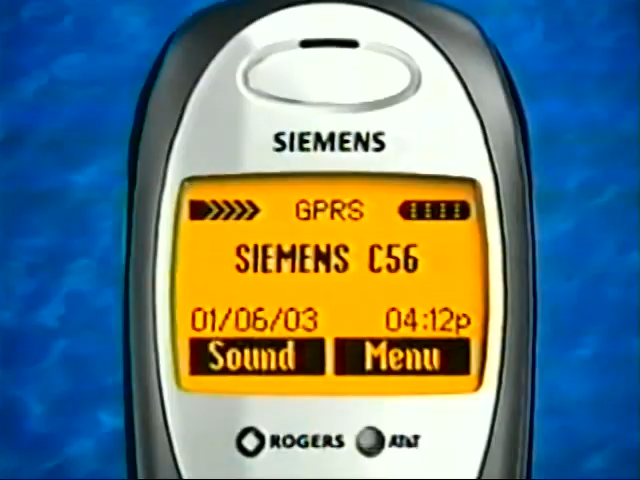 SIEMENS
GPRS
SIEMENS C56
01/06/03 04:12p
Sound Menu
ROGERS AT&T